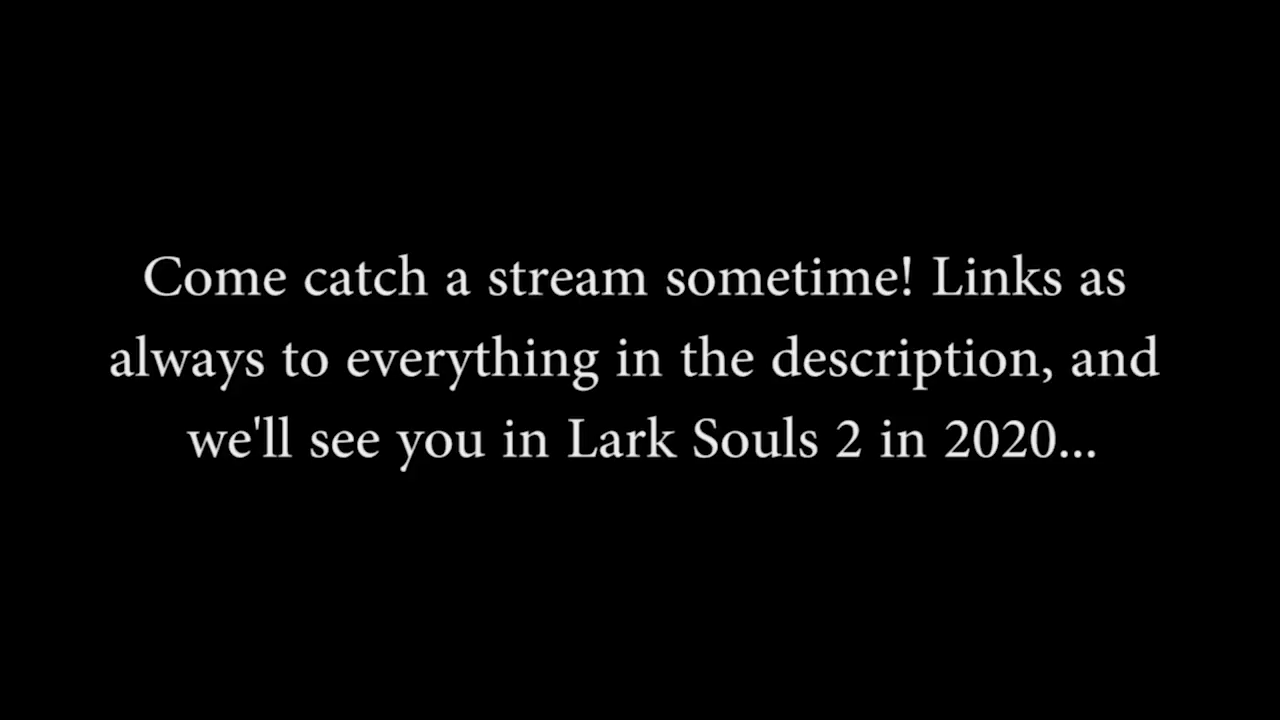 Come catch a stream sometime! Links as
always to everything in the description, and
we'll see you in Lark Souls 2 in 2020...